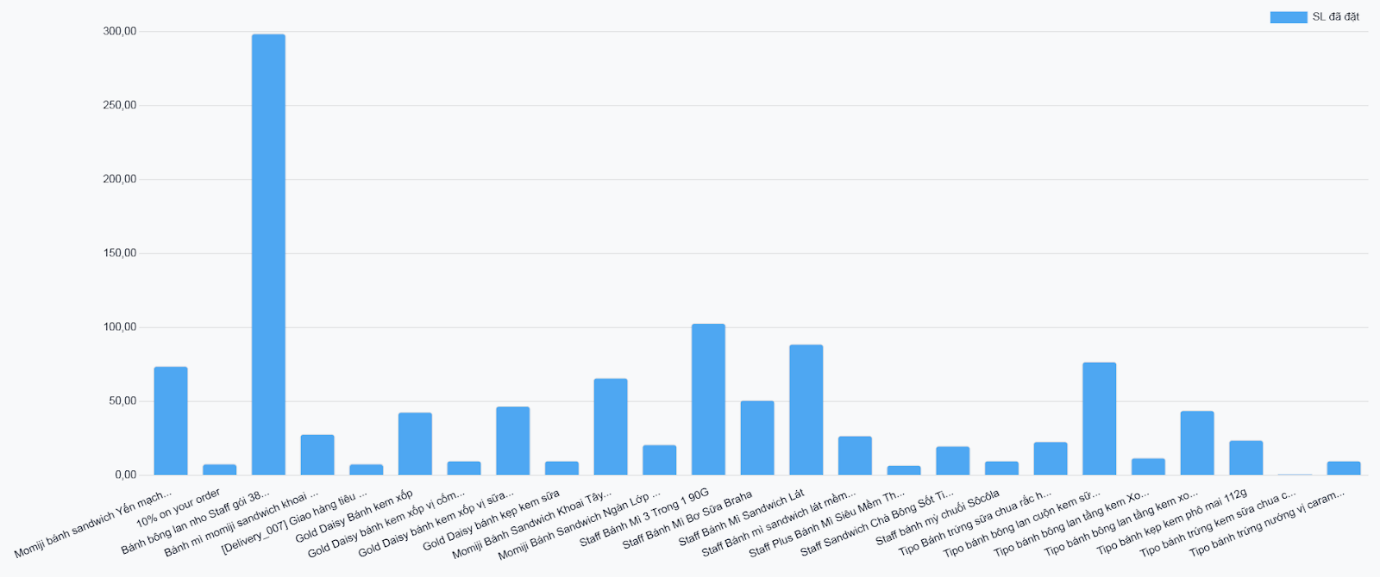 SL đã đặt
300,00
250,00
200,00
150,00
100,00
50,00
0,00
Momiji bánh sandwich Yến mạch...
10% on your order
Bánh bông lan nho Staff gói 38...
Bánh mì momiji sandwich khoai ...
[Delivery_007] Giao hàng tiêu ...
Gold Daisy Bánh kem xốp
Gold Daisy bánh kem xốp vị cốm...
Gold Daisy bánh kem xốp vị sữa...
Gold Daisy bánh kẹp kem sữa
Momiji Bánh Sandwich Khoai Tây...
Momiji Bánh Sandwich Ngàn Lớp ...
Staff Bánh Mì 3 Trong 1 90G
Staff Bánh Mì Bơ Sữa Braha
Staff Bánh Mì Sandwich Lát
Staff Bánh mì sandwich lát mềm...
Staff Plus Bánh Mì Siêu Mềm Th...
Staff Sandwich Chà Bông Sốt Ti...
Staff bánh mỳ chuối Sôcôla
Tipo Bánh trứng sữa chua rắc h...
Tipo bánh bông lan cuộn kem sữ...
Tipo bánh bông lan tầng kem Xo...
Tipo bánh bông lan tầng kem xo...
Tipo bánh kẹp kem phô mai 112g
Tipo bánh trứng kem sữa chua c...
Tipo bánh trứng nướng vị caram...